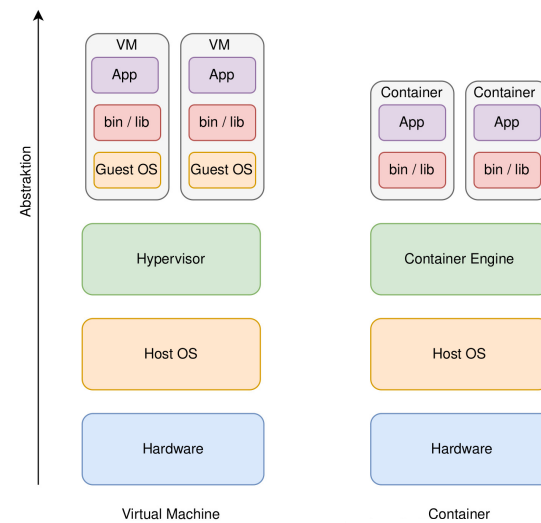 Abstraktion
VM
App
bin / lib
Guest OS
VM
App
bin / lib
Guest OS
Hypervisor
Host OS
Hardware
Virtual Machine
Container
App
bin / lib
Container
App
bin / lib
Container Engine
Host OS
Hardware
Container